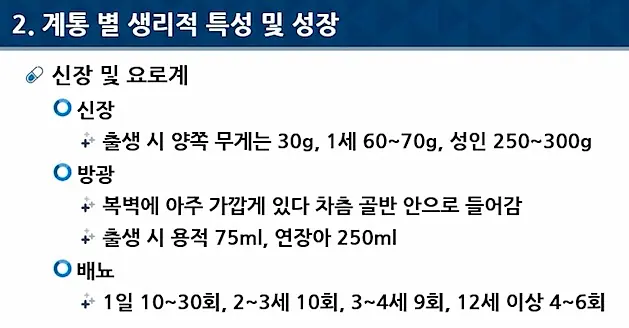 2. 계통 별 생리적 특성 및 성장
신장 및 요로계
신장
출생 시 양쪽 무게는 30g, 1세 60~70g, 성인 250~300g
방광
복벽에 아주 가깝게 있다 차츰 골반 안으로 들어감
출생 시 용적 75ml, 연장아 250ml
배뇨
1일 10~30회, 2~3세 10회, 3~4세 9회, 12세 이상 4~6회